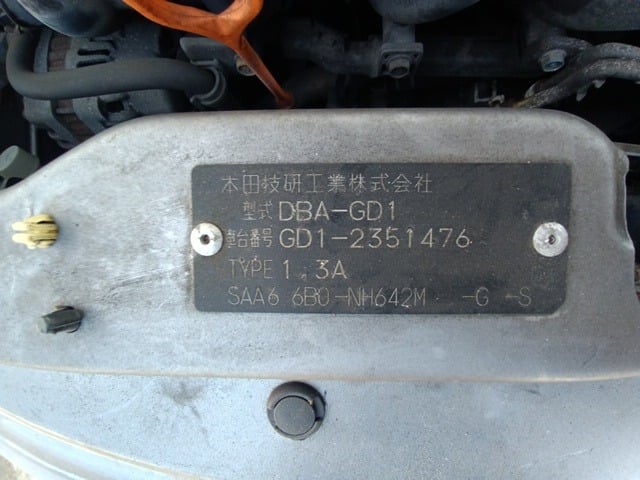 本田技研工業株式会社
型式 DBA-GD1
車台番号 GD1-2351476
TYPE 1.3A
SAA6 6B0-NH642M -G -S